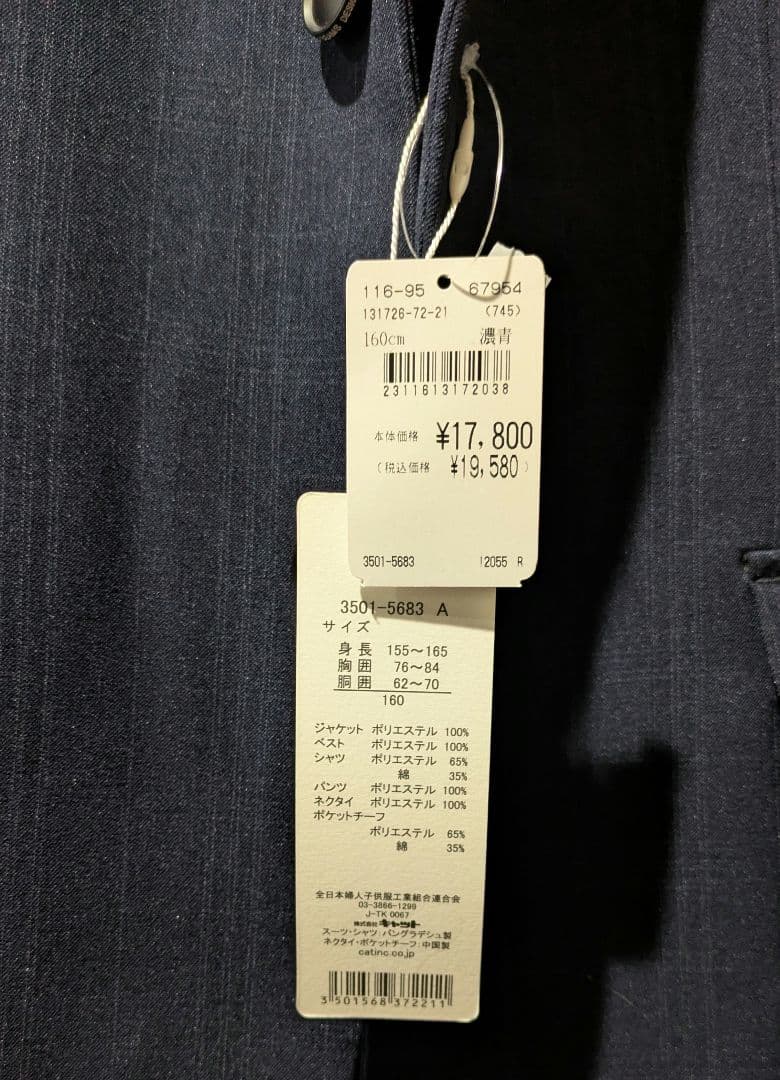 116-95 67954
131726-72-21 (745)
160cm 濃青
2311613172038
本体価格 ¥17,800
(税込価格 ¥19,580)
3501-5683 12055 R
3501-5683 A
サイズ
身長 155〜165
胸囲 76〜84
胴囲 62〜70
160
ジャケット ポリエステル 100%
ベスト ポリエステル 100%
シャツ ポリエステル 65%
綿 35%
パンツ ポリエステル 100%
ネクタイ ポリエステル 100%
ポケットチーフ
ポリエステル 65%
綿 35%
全日本婦人子供服工業組合連合会
03-3866-1299
J-TK 0067
株式会社 キャット
スーツ・シャツ：バングラデシュ製
ネクタイ・ポケットチーフ：中国製
catinc.co.jp
3501568372211